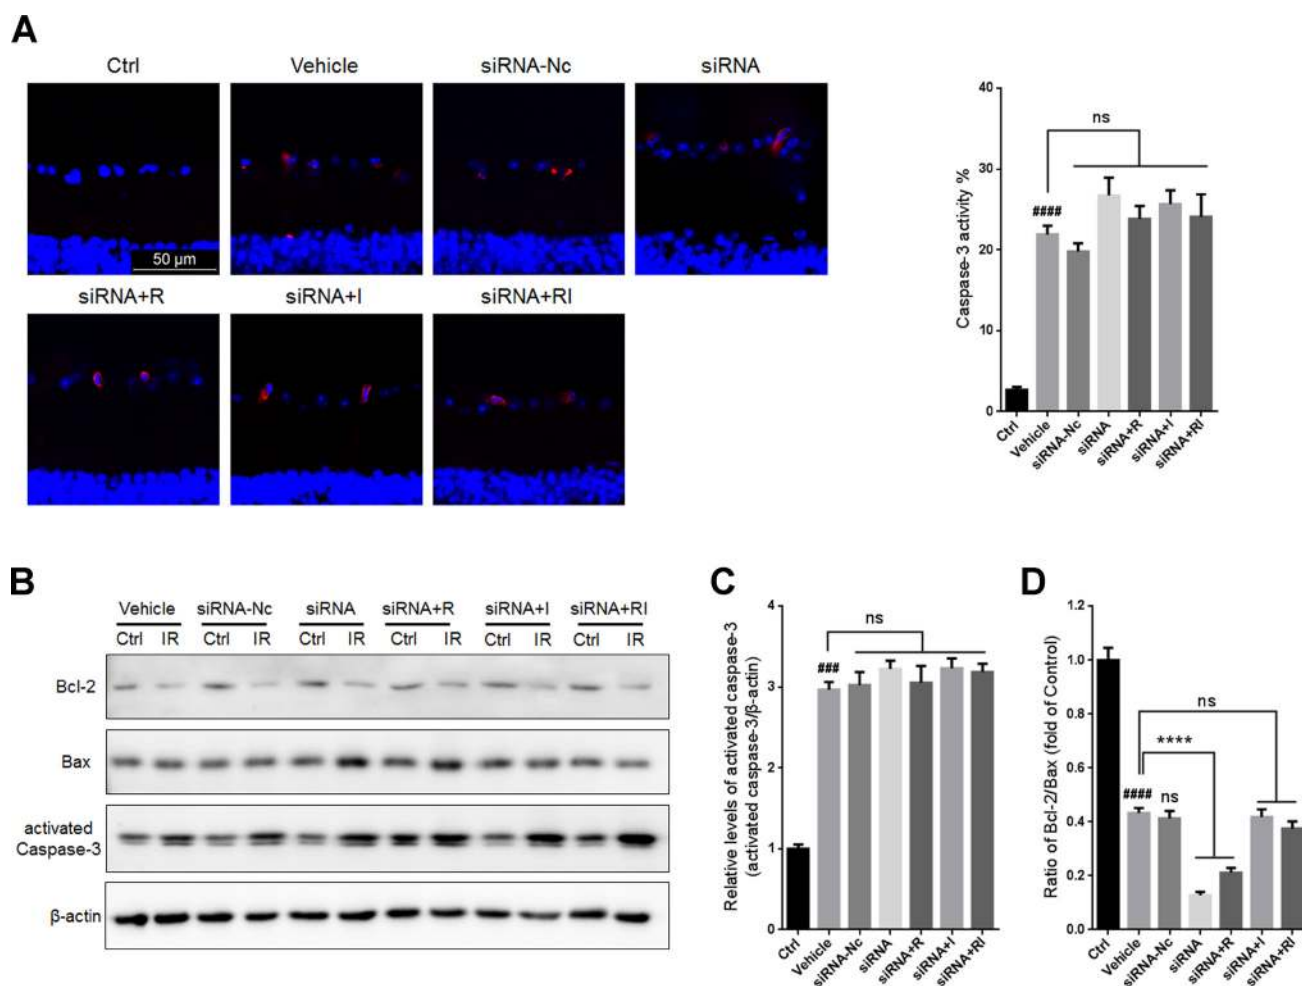 A
Ctrl Vehicle siRNA-Nc siRNA
50 µm
siRNA+R siRNA+I siRNA+RI
Caspase-3 activity %
40
30
20
10
0
ns
####
Ctrl Vehicle siRNA-Nc siRNA siRNA+R siRNA+I siRNA+RI
B
Vehicle siRNA-Nc siRNA siRNA+R siRNA+I siRNA+RI
Ctrl IR Ctrl IR Ctrl IR Ctrl IR Ctrl IR Ctrl IR
Bcl-2
Bax
activated
Caspase-3
β-actin
C
Relative levels of activated caspase-3
(activated caspase-3/β-actin)
4
3
2
1
0
ns
###
Ctrl Vehicle siRNA-Nc siRNA siRNA+R siRNA+I siRNA+RI
D
Ratio of Bcl-2/Bax (fold of Control)
1.2
1.0
0.8
0.6
0.4
0.2
0.0
ns
****
#### ns
Ctrl Vehicle siRNA-Nc siRNA siRNA+R siRNA+I siRNA+RI